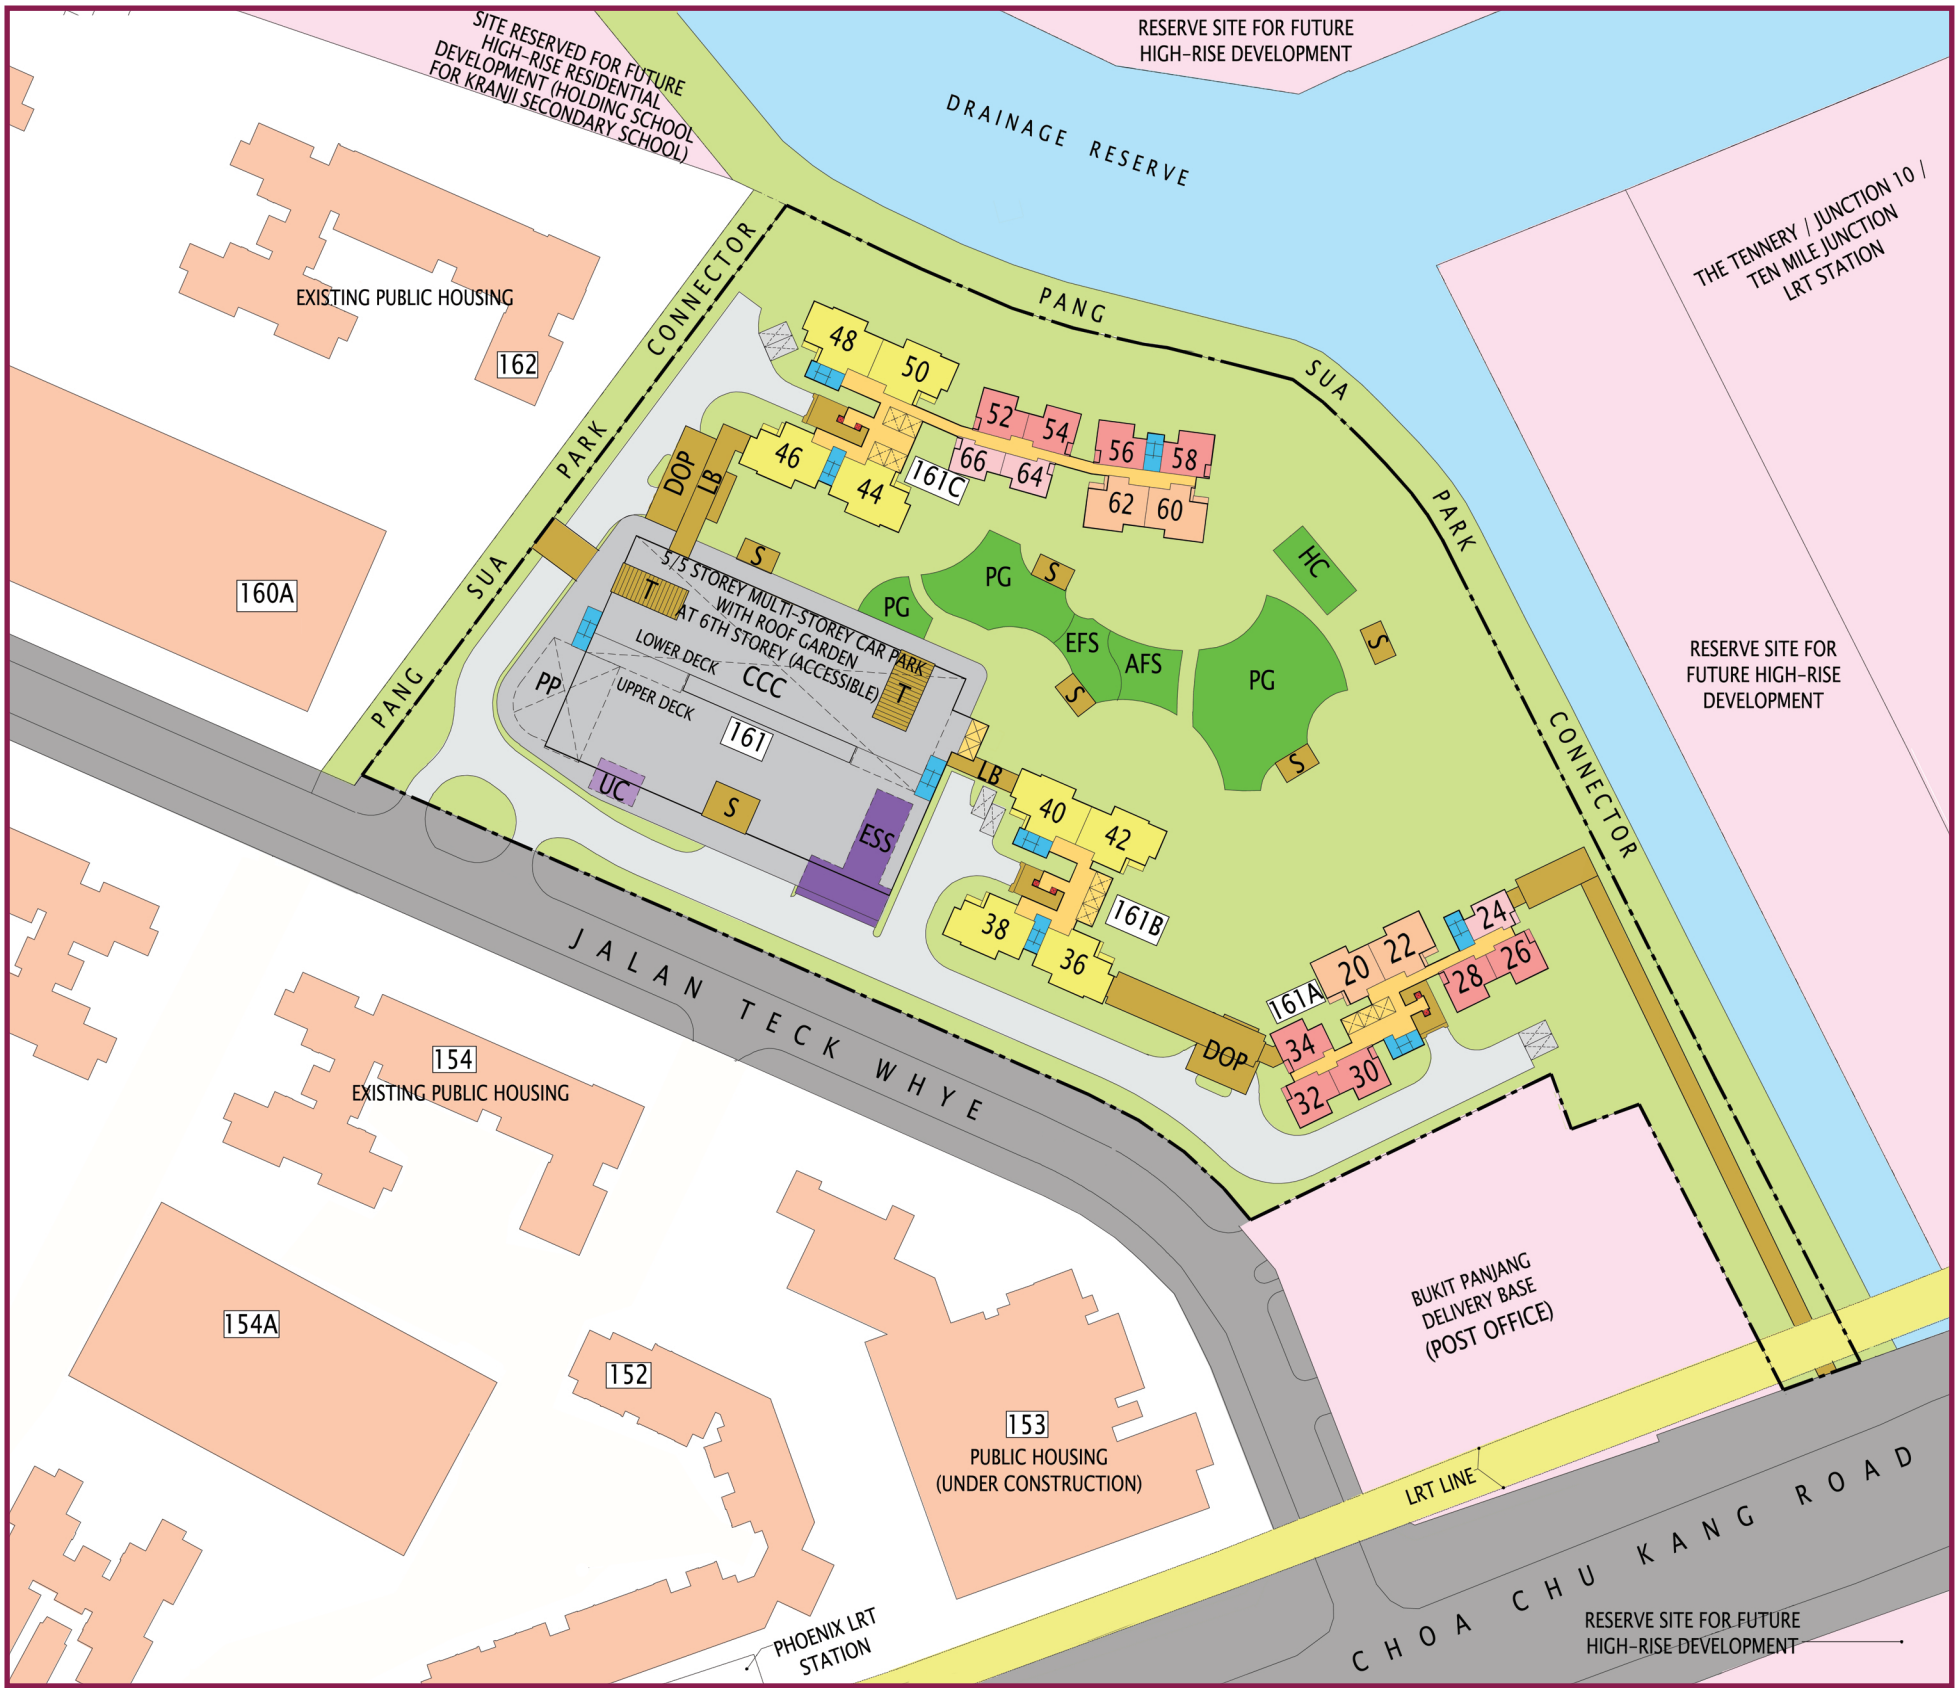 SITE RESERVED FOR FUTURE
HIGH-RISE RESIDENTIAL
DEVELOPMENT (HOLDING SCHOOL
FOR KRANJI SECONDARY SCHOOL)
RESERVE SITE FOR FUTURE
HIGH-RISE DEVELOPMENT
DRAINAGE RESERVE
THE TENNERY / JUNCTION 10 /
TEN MILE JUNCTION
LRT STATION
EXISTING PUBLIC HOUSING
162
160A
PANG SUA PARK CONNECTOR
PANG SUA PARK CONNECTOR
48
50
46
44
52
54
56
58
66
64
62
60
161C
DOP
LB
S
T
5/5 STOREY MULTI-STOREY CAR PARK
WITH ROOF GARDEN
AT 6TH STOREY (ACCESSIBLE)
LOWER DECK
CCC
UPPER DECK
PP
T
161
UC
S
ESS
PG
PG
S
EFS
AFS
S
PG
HC
S
S
RESERVE SITE FOR
FUTURE HIGH-RISE
DEVELOPMENT
LB
40
42
38
36
161B
DOP
161A
20
22
24
26
28
34
32
30
JALAN TECK WHYE
154
EXISTING PUBLIC HOUSING
154A
152
153
PUBLIC HOUSING
(UNDER CONSTRUCTION)
BUKIT PANJANG
DELIVERY BASE
(POST OFFICE)
LRT LINE
CHOA CHU KANG ROAD
PHOENIX LRT
STATION
RESERVE SITE FOR FUTURE
HIGH-RISE DEVELOPMENT